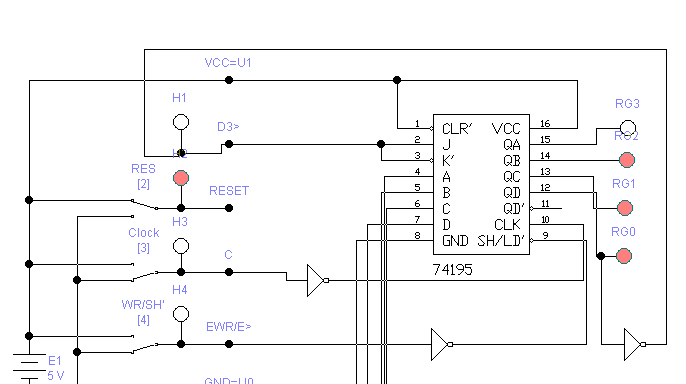 VCC=U1
H1
RG3
D3>
1 CLR' VCC 16
2 J QA 15
RG2
H2
3 K' QB 14
RES
[2]
4 A QC 13
RG1
RESET
5 B QD 12
6 C QD' 11
H3
Clock
[3]
7 D CLK 10
RG0
8 GND SH/LD' 9
C
74195
H4
WR/SH'
[4]
EWR/E>
E1
5 V
GND=U0